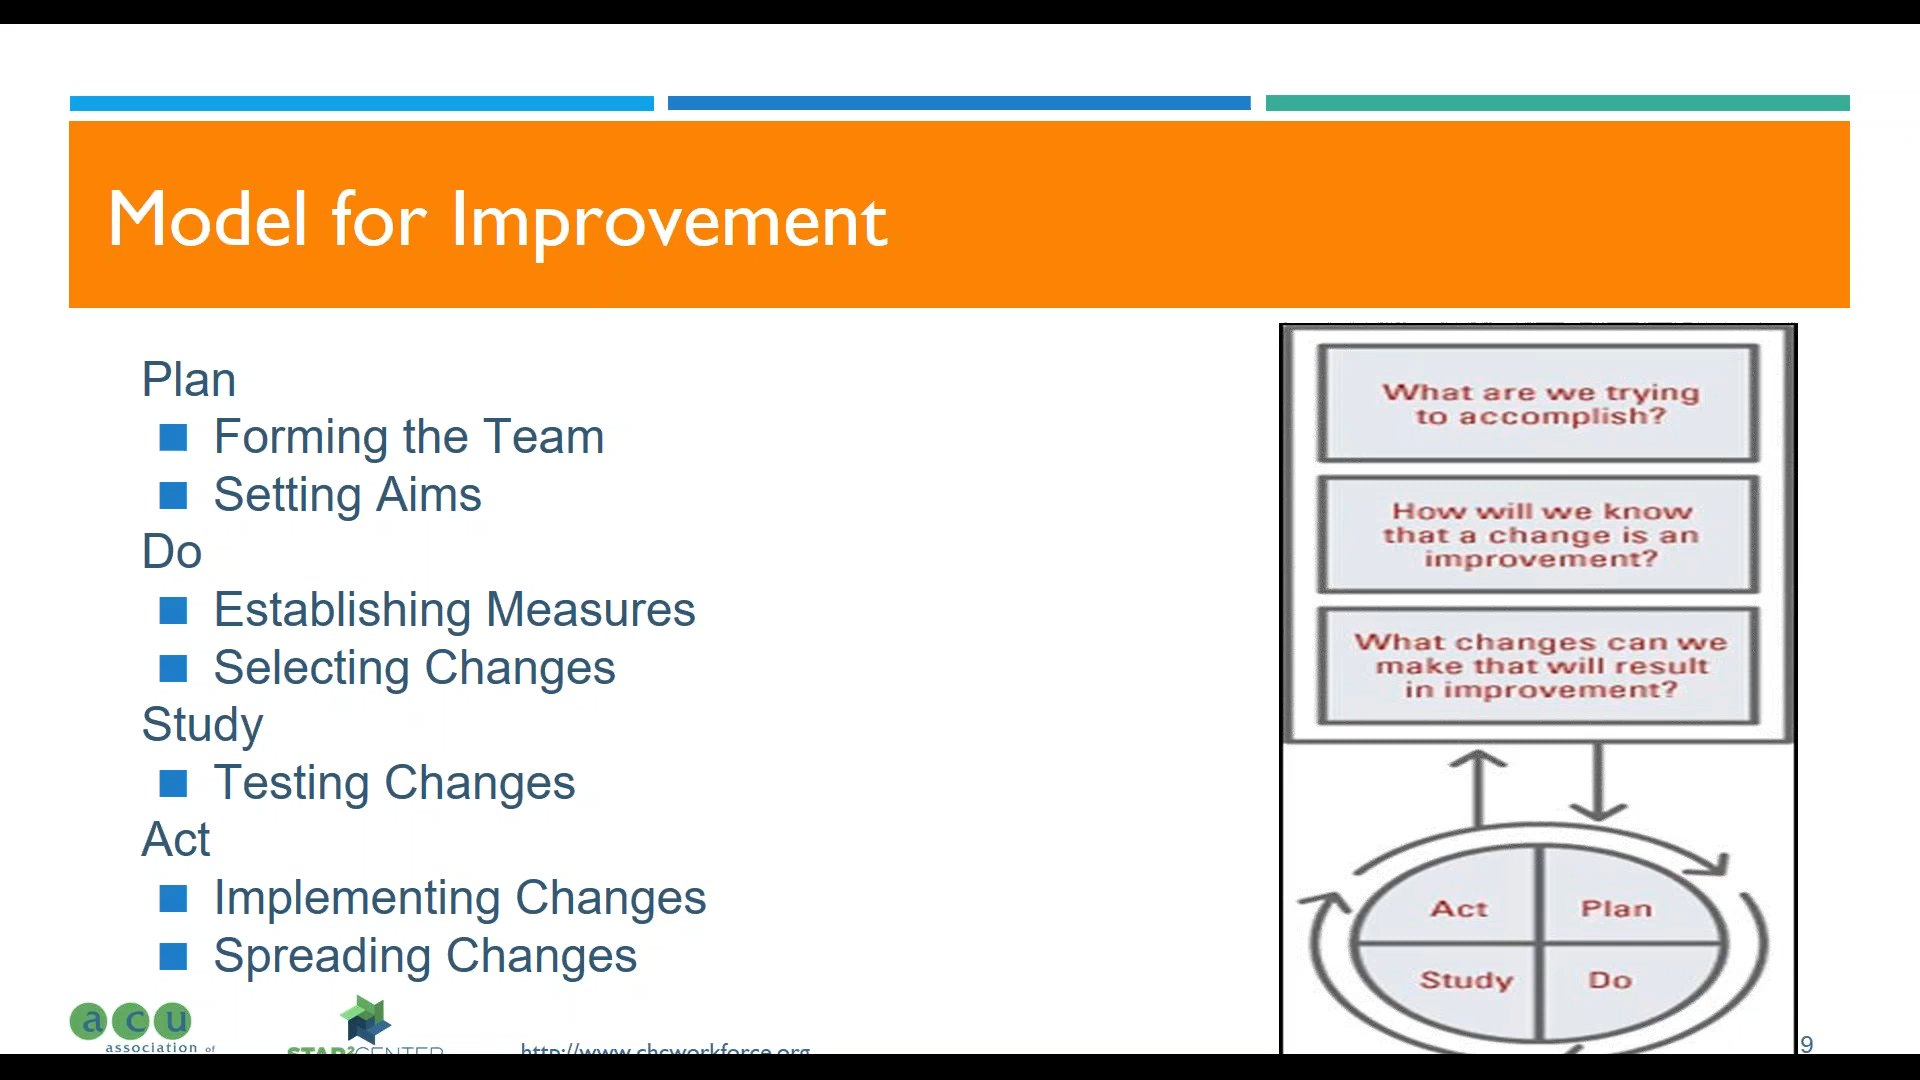 Model for Improvement
Plan
Forming the Team
Setting Aims
Do
Establishing Measures
Selecting Changes
Study
Testing Changes
Act
Implementing Changes
Spreading Changes
What are we trying
to accomplish?
How will we know
that a change is an
improvement?
What changes can we
make that will result
in improvement?
Act
Plan
Study
Do
acu
association of
STAR²CENTER
http://www.chcworkforce.org
9